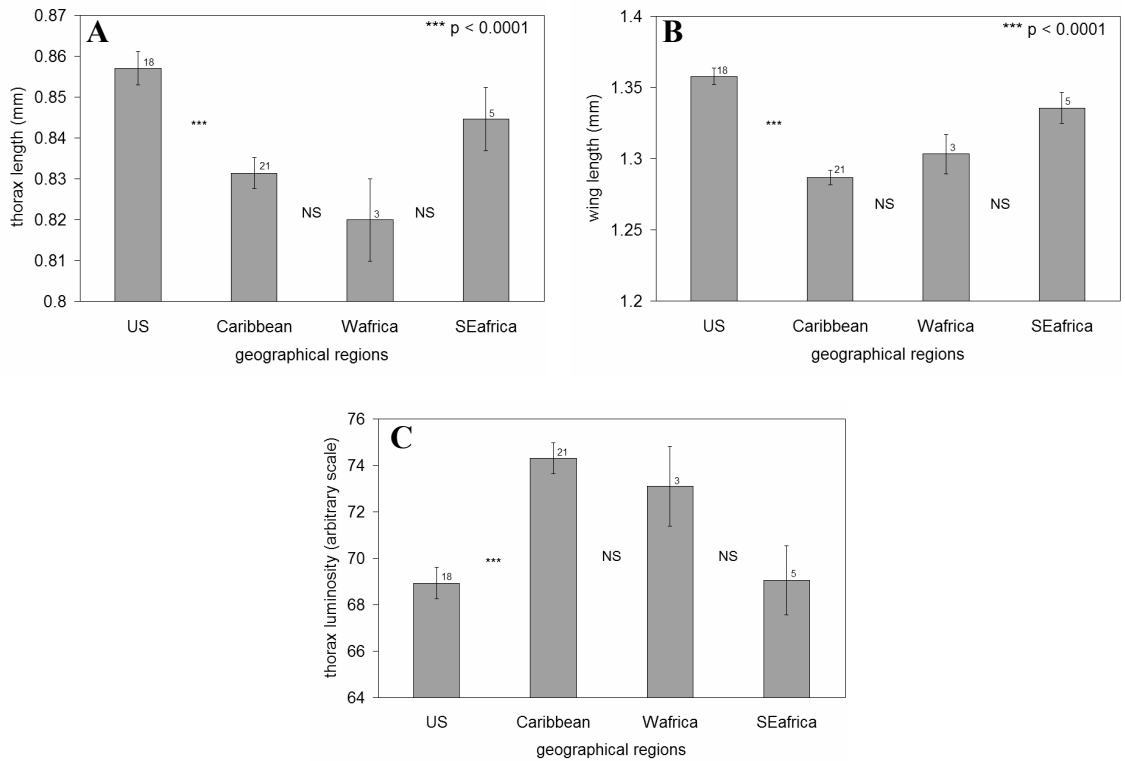 A
*** p < 0.0001
thorax length (mm)
0.87
0.86
0.85
0.84
0.83
0.82
0.81
0.8
18
***
21
NS
3
NS
5
US Caribbean Wafrica SEafrica
geographical regions
B
*** p < 0.0001
wing length (mm)
1.4
1.35
1.3
1.25
1.2
18
***
21
NS
3
NS
5
US Caribbean Wafrica SEafrica
geographical regions
C
thorax luminosity (arbitrary scale)
76
74
72
70
68
66
64
18
***
21
NS
3
NS
5
US Caribbean Wafrica SEafrica
geographical regions